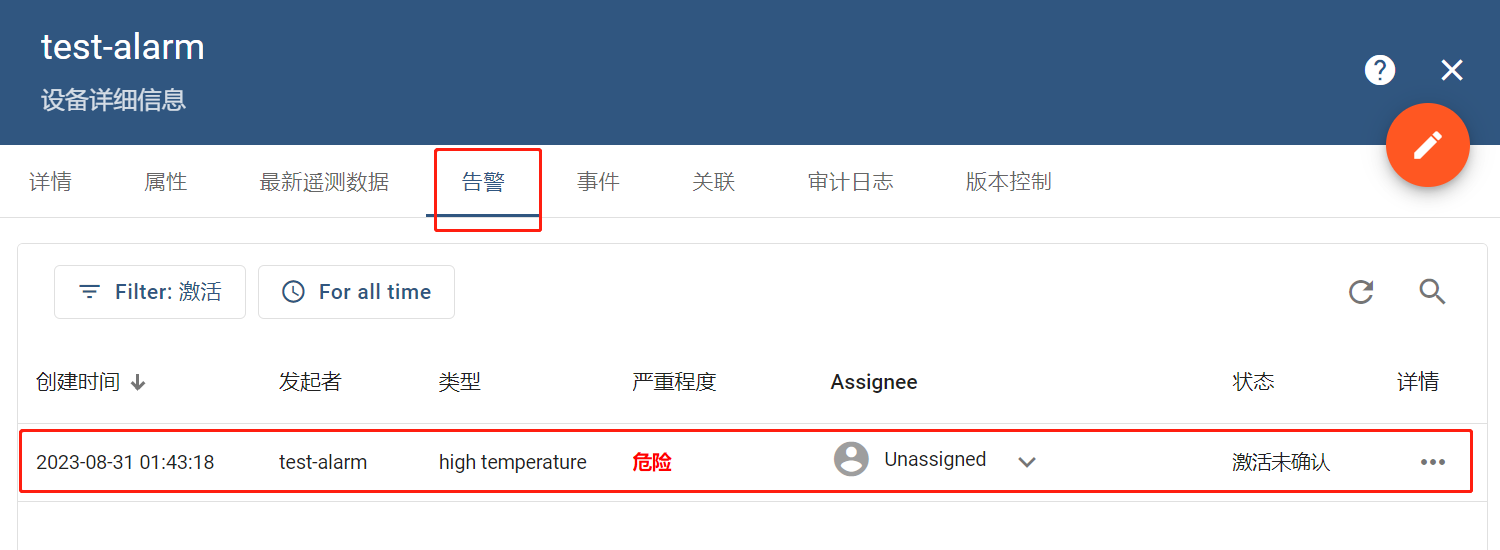 test-alarm
设备详细信息
详情 属性 最新遥测数据 告警 事件 关联 审计日志 版本控制
Filter: 激活 For all time
创建时间 发起者 类型 严重程度 Assignee 状态 详情
2023-08-31 01:43:18 test-alarm high temperature 危险 Unassigned 激活未确认